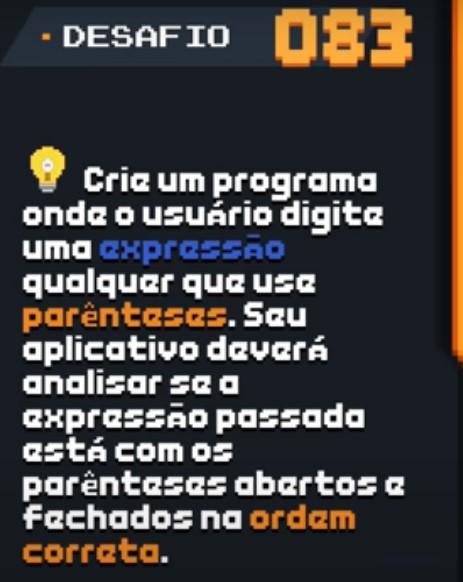 DESAFIO 083
Crie um programa
onde o usuário digite
uma expressão
qualquer que use
parênteses. Seu
aplicativo deverá
analisar se a
expressão passada
está com os
parênteses abertos e
fechados na ordem
correta.